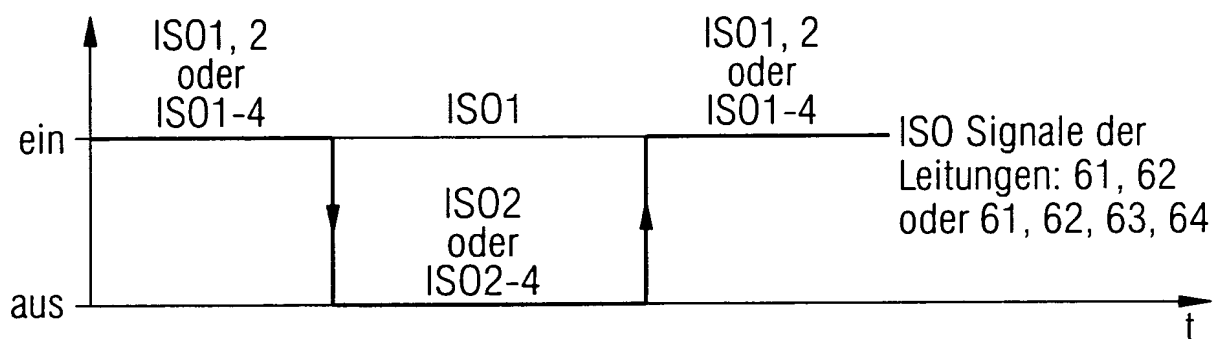 ISO1, 2
oder
ISO1-4
ISO1
ISO1, 2
oder
ISO1-4
ein
ISO Signale der
Leitungen: 61, 62
oder 61, 62, 63, 64
ISO2
oder
ISO2-4
aus
t